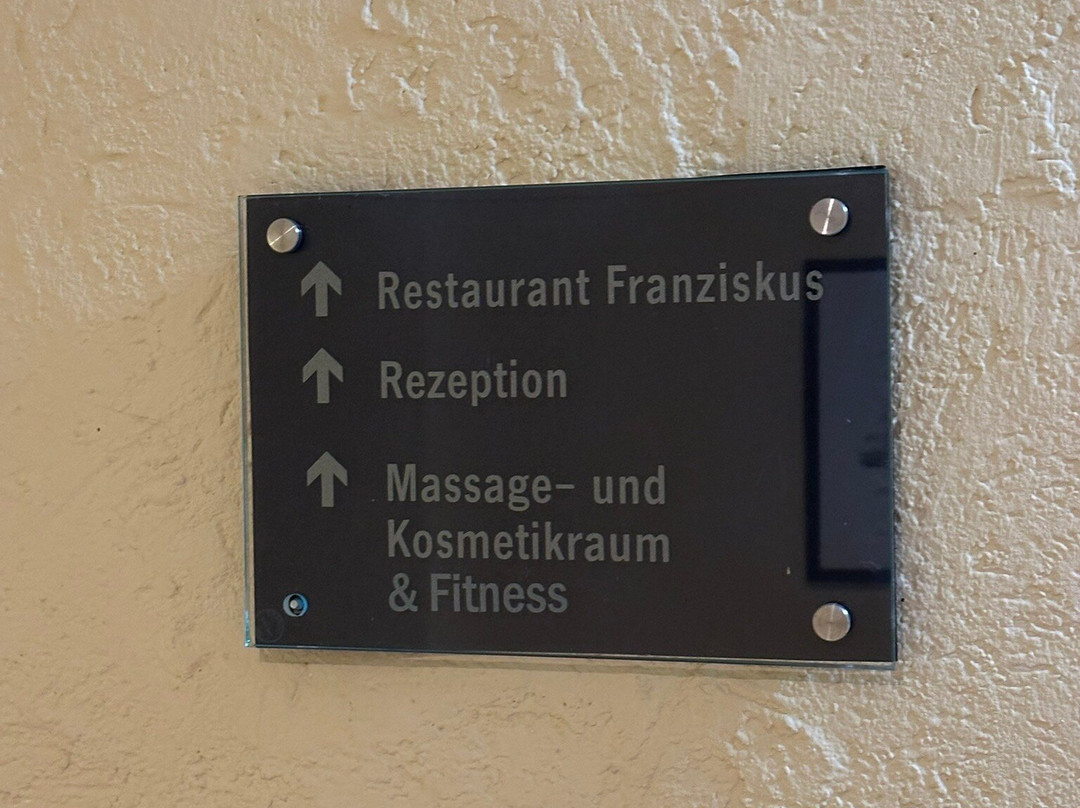 Restaurant Franziskus
Rezeption
Massage- und
Kosmetikraum
& Fitness